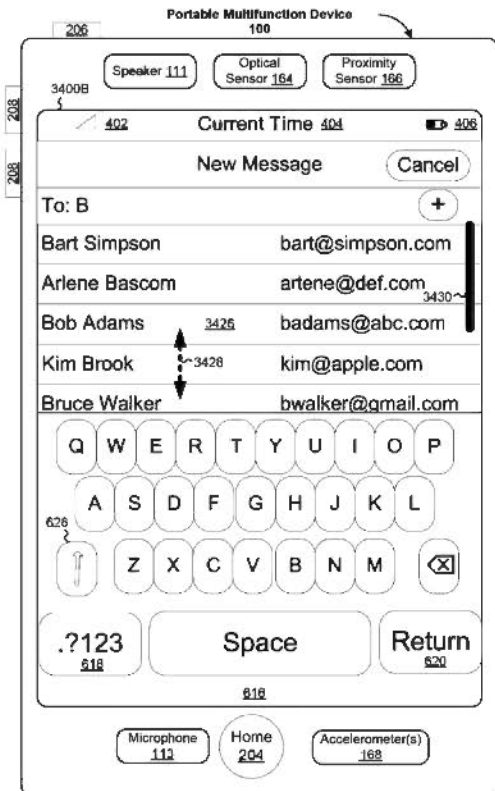 Portable Multifunction Device
100
206
Speaker 111
Optical Sensor 164
Proximity Sensor 166
3400B
208
208
402
Current Time 404
406
New Message
Cancel
To: B
+
Bart Simpson bart@simpson.com
Arlene Bascom artene@def.com
3430
Bob Adams 3426 badams@abc.com
3428
Kim Brook kim@apple.com
Bruce Walker bwalker@gmail.com
Q W E R T Y U I O P
A S D F G H J K L
626
Z X C V B N M
.?123
618
Space
Return
620
616
Microphone
113
Home
204
Accelerometer(s)
168